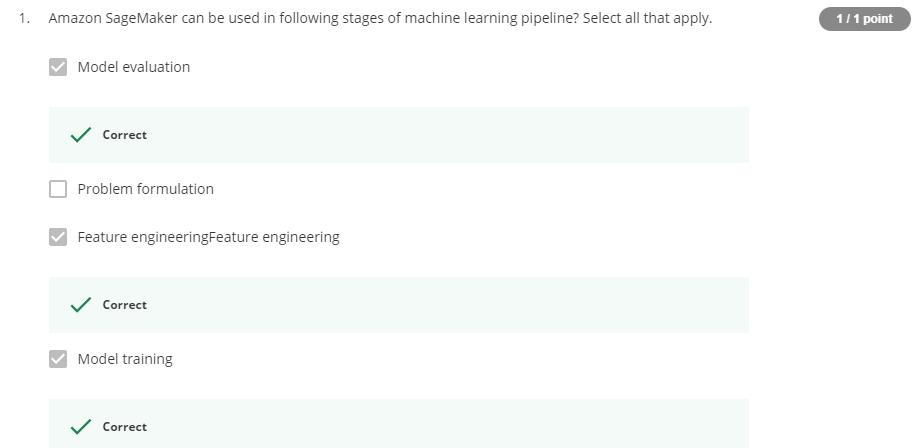 1. Amazon SageMaker can be used in following stages of machine learning pipeline? Select all that apply.
1 / 1 point
Model evaluation
Correct
Problem formulation
Feature engineeringFeature engineering
Correct
Model training
Correct